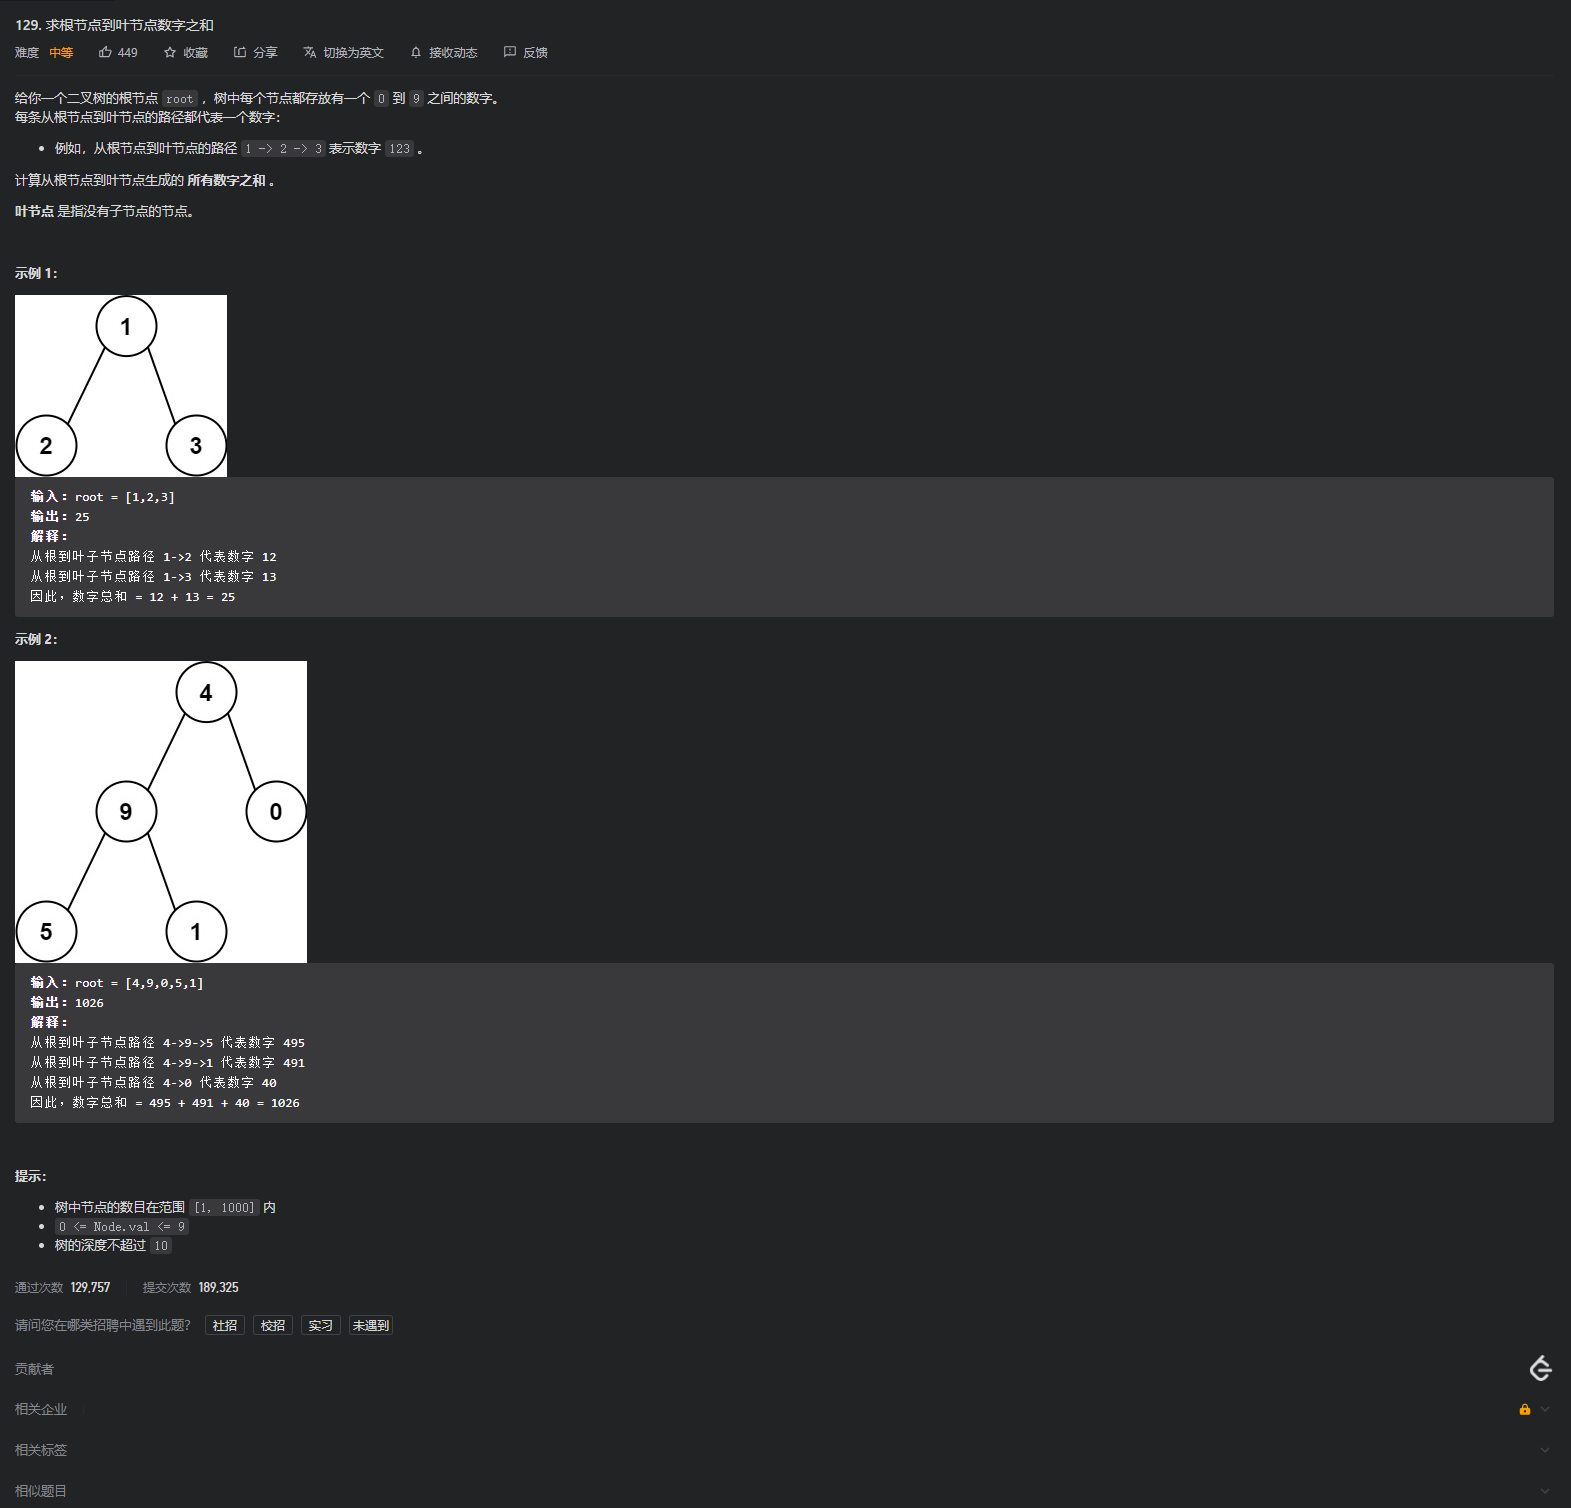 129. 求根节点到叶节点数字之和
难度 中等 449 收藏 分享 切换为英文 接收动态 反馈
给你一个二叉树的根节点 root ，树中每个节点都存放有一个 0 到 9 之间的数字。
每条从根节点到叶节点的路径都代表一个数字：
例如，从根节点到叶节点的路径 1 -> 2 -> 3 表示数字 123 。
计算从根节点到叶节点生成的 所有数字之和 。
叶节点 是指没有子节点的节点。
示例 1：
1
2 3
输入：root = [1,2,3]
输出：25
解释：
从根到叶子节点路径 1->2 代表数字 12
从根到叶子节点路径 1->3 代表数字 13
因此，数字总和 = 12 + 13 = 25
示例 2：
4
9 0
5 1
输入：root = [4,9,0,5,1]
输出：1026
解释：
从根到叶子节点路径 4->9->5 代表数字 495
从根到叶子节点路径 4->9->1 代表数字 491
从根到叶子节点路径 4->0 代表数字 40
因此，数字总和 = 495 + 491 + 40 = 1026
提示：
树中节点的数目在范围 [1, 1000] 内
0 <= Node.val <= 9
树的深度不超过 10
通过次数 129,757 提交次数 189,325
请问您在哪类招聘中遇到此题？ 社招 校招 实习 未遇到
贡献者
相关企业
相关标签
相似题目